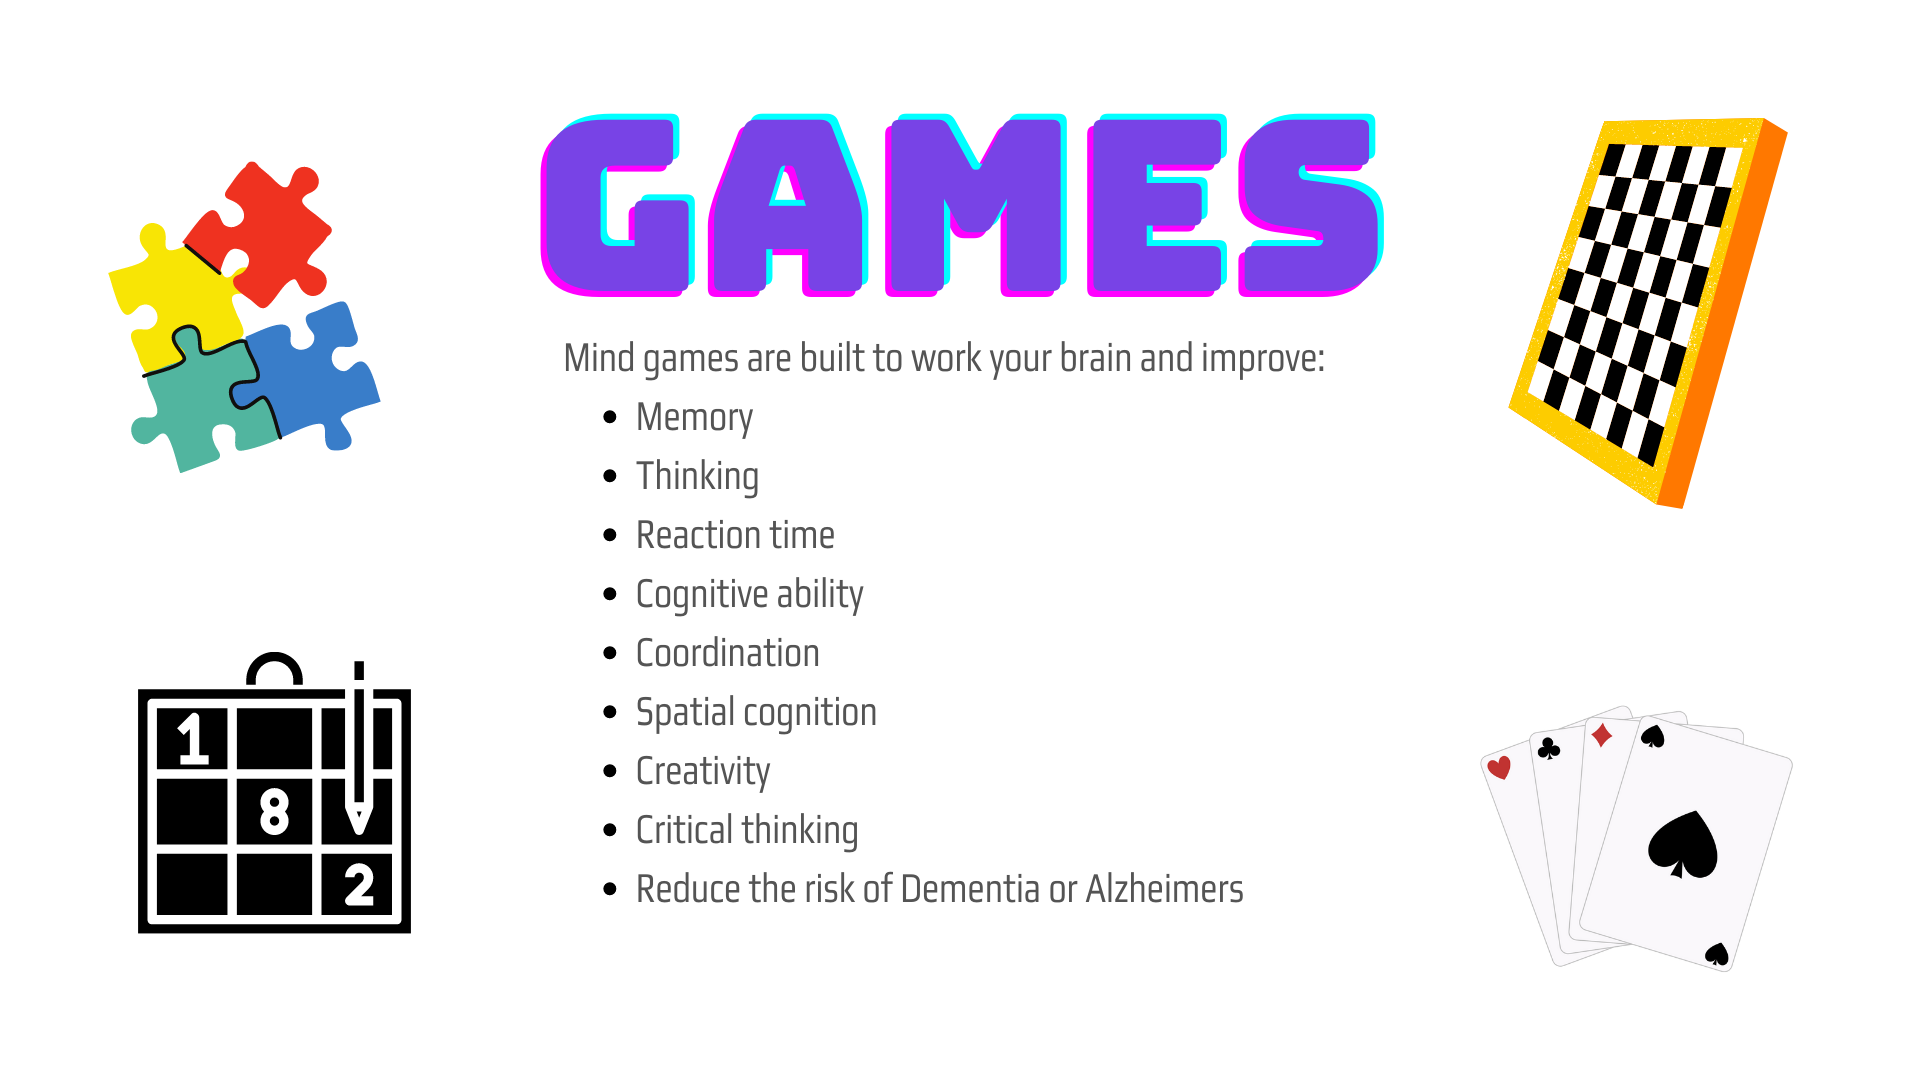 GAMES
Mind games are built to work your brain and improve:
• Memory
• Thinking
• Reaction time
• Cognitive ability
• Coordination
• Spatial cognition
• Creativity
• Critical thinking
• Reduce the risk of Dementia or Alzheimers
1
8
2